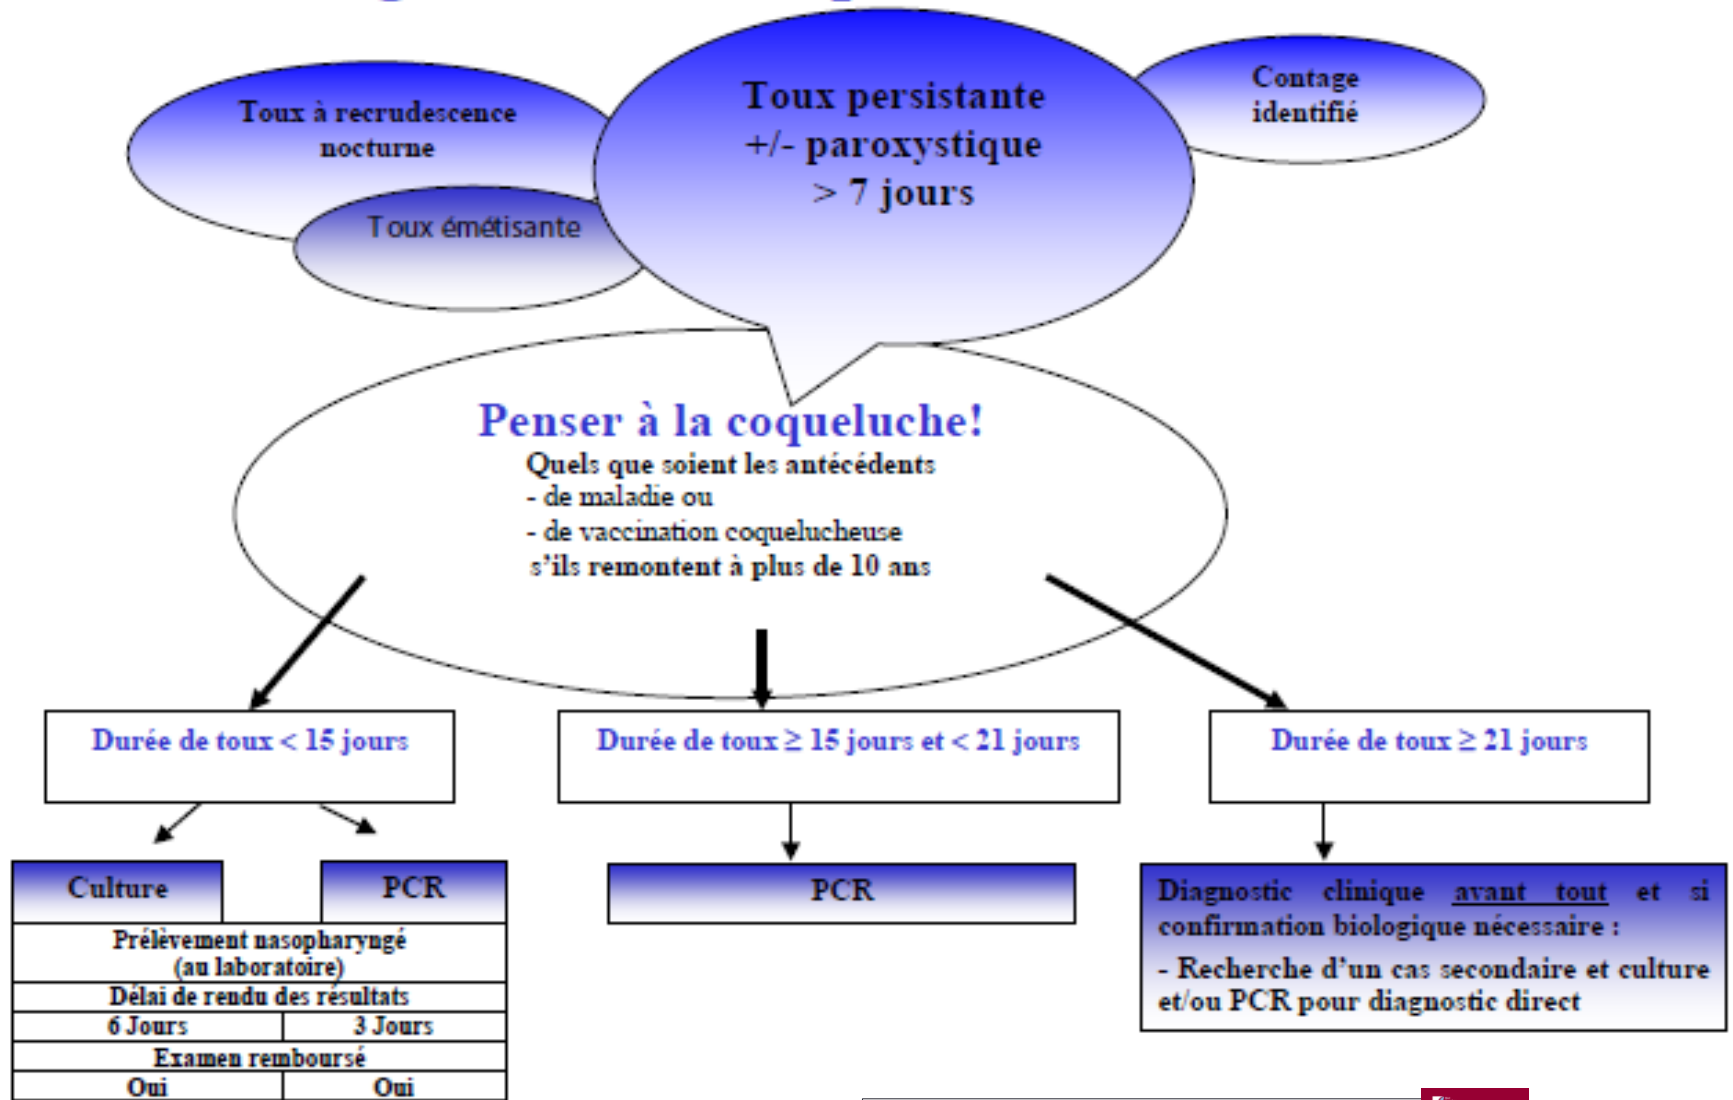 Toux à recrudescence
nocturne
Toux émétisante
Toux persistante
+/- paroxystique
> 7 jours
Contage
identifié
Penser à la coqueluche!
Quels que soient les antécédents
- de maladie ou
- de vaccination coquelucheuse
s'ils remontent à plus de 10 ans
Durée de toux < 15 jours
Durée de toux ≥ 15 jours et < 21 jours
Durée de toux ≥ 21 jours
Culture
PCR
Prélèvement nasopharyngé
(au laboratoire)
Délai de rendu des résultats
6 Jours
3 Jours
Examen remboursé
Oui
Oui
PCR
Diagnostic clinique avant tout et si
confirmation biologique nécessaire :
- Recherche d'un cas secondaire et culture
et/ou PCR pour diagnostic direct